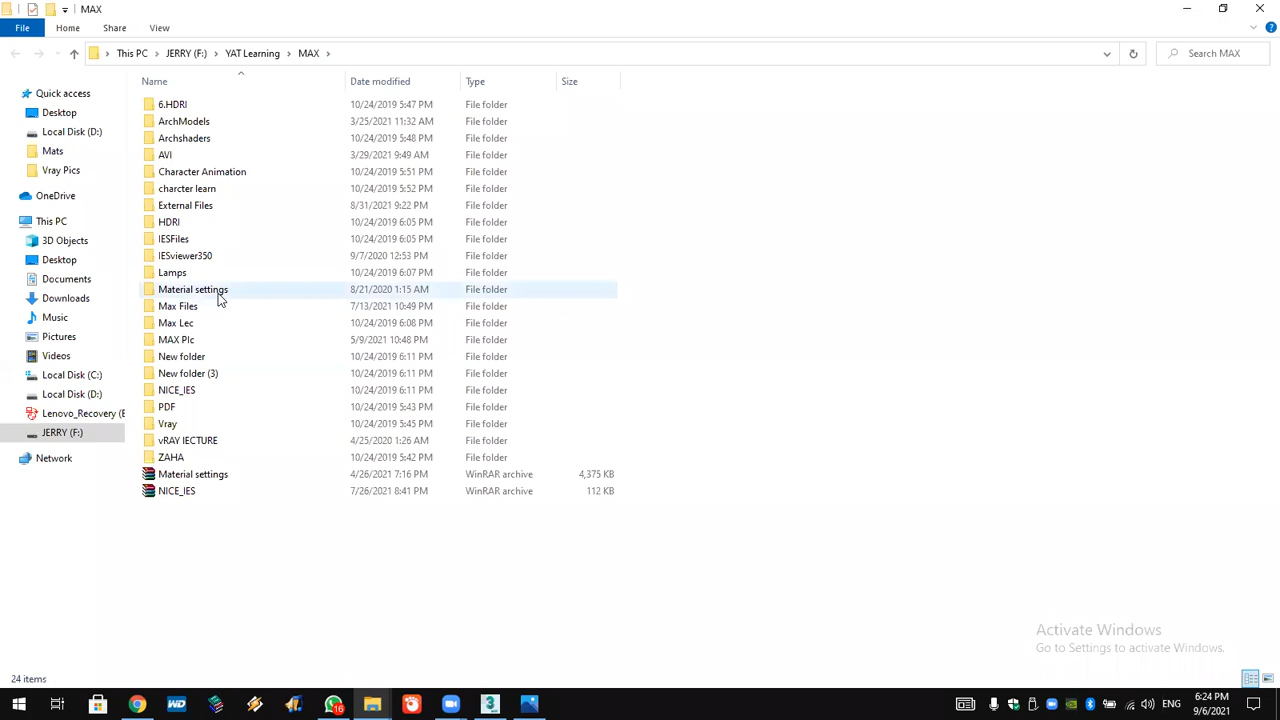 MAX
File Home Share View
This PC JERRY (F:) YAT Learning MAX Search MAX
Name Date modified Type Size
Quick access
Desktop
Local Disk (D:)
Mats
Vray Pics
OneDrive
This PC
3D Objects
Desktop
Documents
Downloads
Music
Pictures
Videos
Local Disk (C:)
Local Disk (D:)
Lenovo_Recovery (E
JERRY (F:)
Network
6.HDRI 10/24/2019 5:47 PM File folder
ArchModels 3/25/2021 11:32 AM File folder
Archshaders 10/24/2019 5:48 PM File folder
AVI 3/29/2021 9:49 AM File folder
Character Animation 10/24/2019 5:51 PM File folder
charcter learn 10/24/2019 5:52 PM File folder
External Files 8/31/2021 9:22 PM File folder
HDRI 10/24/2019 6:05 PM File folder
IESFiles 10/24/2019 6:05 PM File folder
IESviewer350 9/7/2020 12:53 PM File folder
Lamps 10/24/2019 6:07 PM File folder
Material settings 8/21/2020 1:15 AM File folder
Max Files 7/13/2021 10:49 PM File folder
Max Lec 10/24/2019 6:08 PM File folder
MAX PIc 5/9/2021 10:48 PM File folder
New folder 10/24/2019 6:11 PM File folder
New folder (3) 10/24/2019 6:11 PM File folder
NICE_IES 10/24/2019 6:11 PM File folder
PDF 10/24/2019 5:43 PM File folder
Vray 10/24/2019 5:45 PM File folder
vRAY lECTURE 4/25/2020 1:26 AM File folder
ZAHA 10/24/2019 5:42 PM File folder
Material settings 4/26/2021 7:16 PM WinRAR archive 4,375 KB
NICE_IES 7/26/2021 8:41 PM WinRAR archive 112 KB
Activate Windows
Go to Settings to activate Windows.
24 items
WD
16
3
ENG
6:24 PM
9/6/2021